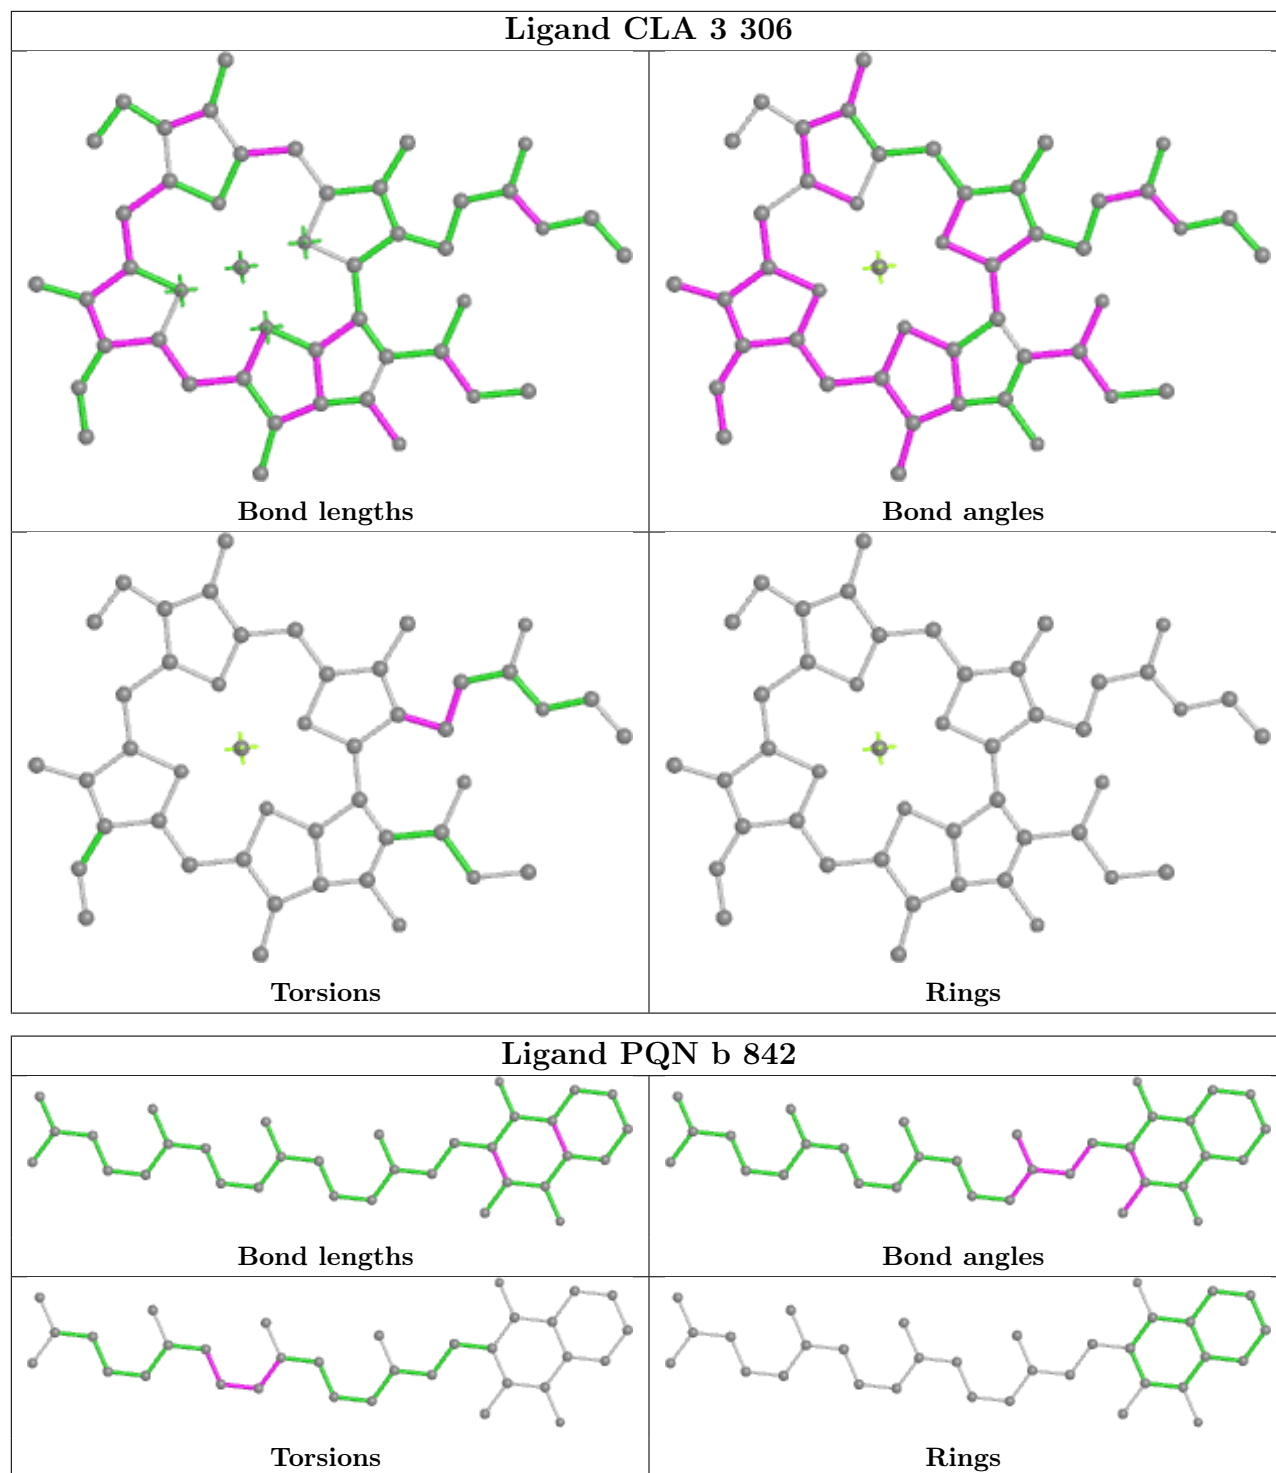 Ligand CLA 3 306
Bond lengths
Bond angles
Torsions
Rings
Ligand PQN b 842
Bond lengths
Bond angles
Torsions
Rings